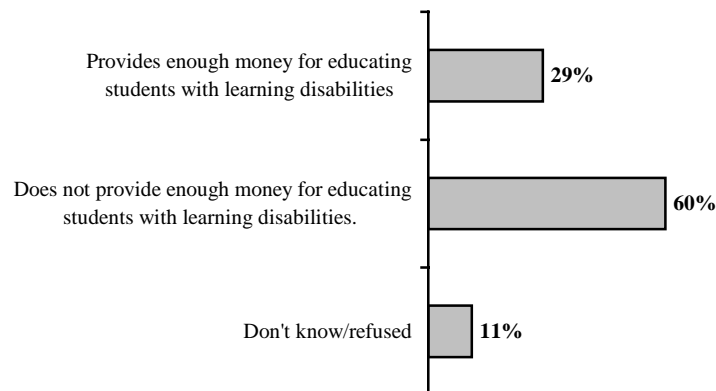 Provides enough money for educating
students with learning disabilities
29%
Does not provide enough money for educating
students with learning disabilities.
60%
Don't know/refused
11%